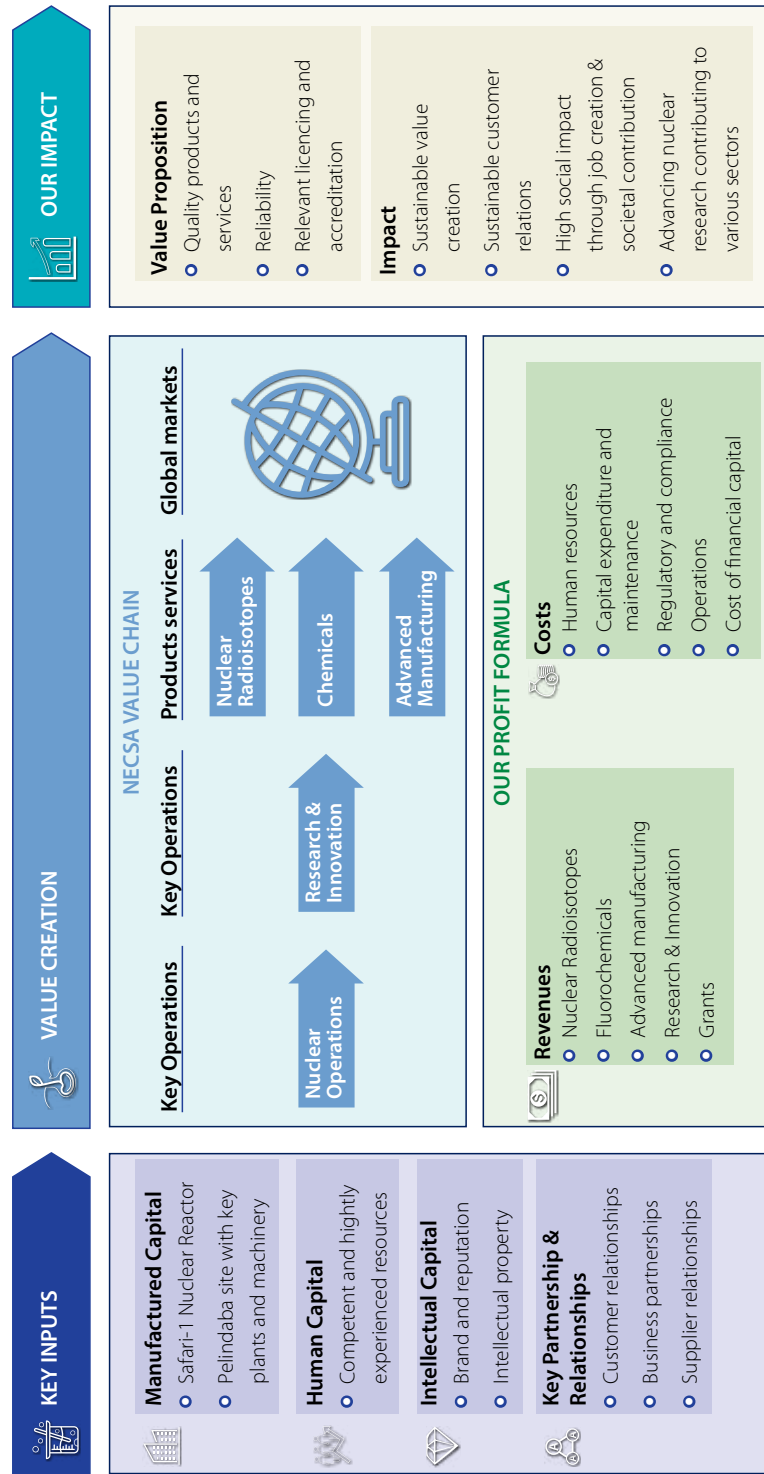 KEY INPUTS
Manufactured Capital
Safari-1 Nuclear Reactor
Pelindaba site with key
plants and machinery
Human Capital
Competent and hightly
experienced resources
Intellectual Capital
Brand and reputation
Intellectual property
Key Partnership &
Relationships
Customer relationships
Business partnerships
Supplier relationships
VALUE CREATION
NECSA VALUE CHAIN
Key Operations
Nuclear
Operations
Key Operations
Research &
Innovation
Products services
Nuclear
Radioisotopes
Chemicals
Advanced
Manufacturing
Global markets
OUR PROFIT FORMULA
Revenues
Nuclear Radioisotopes
Fluorochemicals
Advanced manufacturing
Research & Innovation
Grants
Costs
Human resources
Capital expenditure and
maintenance
Regulatory and compliance
Operations
Cost of financial capital
OUR IMPACT
Value Proposition
Quality products and
services
Reliability
Relevant licencing and
accreditation
Impact
Sustainable value
creation
Sustainable customer
relations
High social impact
through job creation &
societal contribution
Advancing nuclear
research contributing to
various sectors